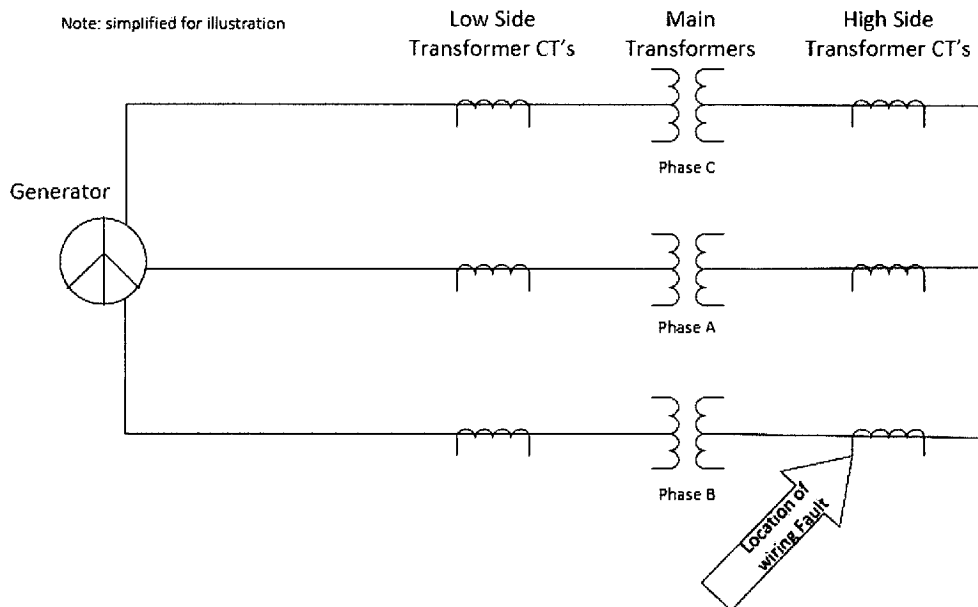 Note: simplified for illustration
Low Side
Transformer CT's
Main
Transformers
High Side
Transformer CT's
Phase C
Generator
Phase A
Phase B
Location of
wiring Fault